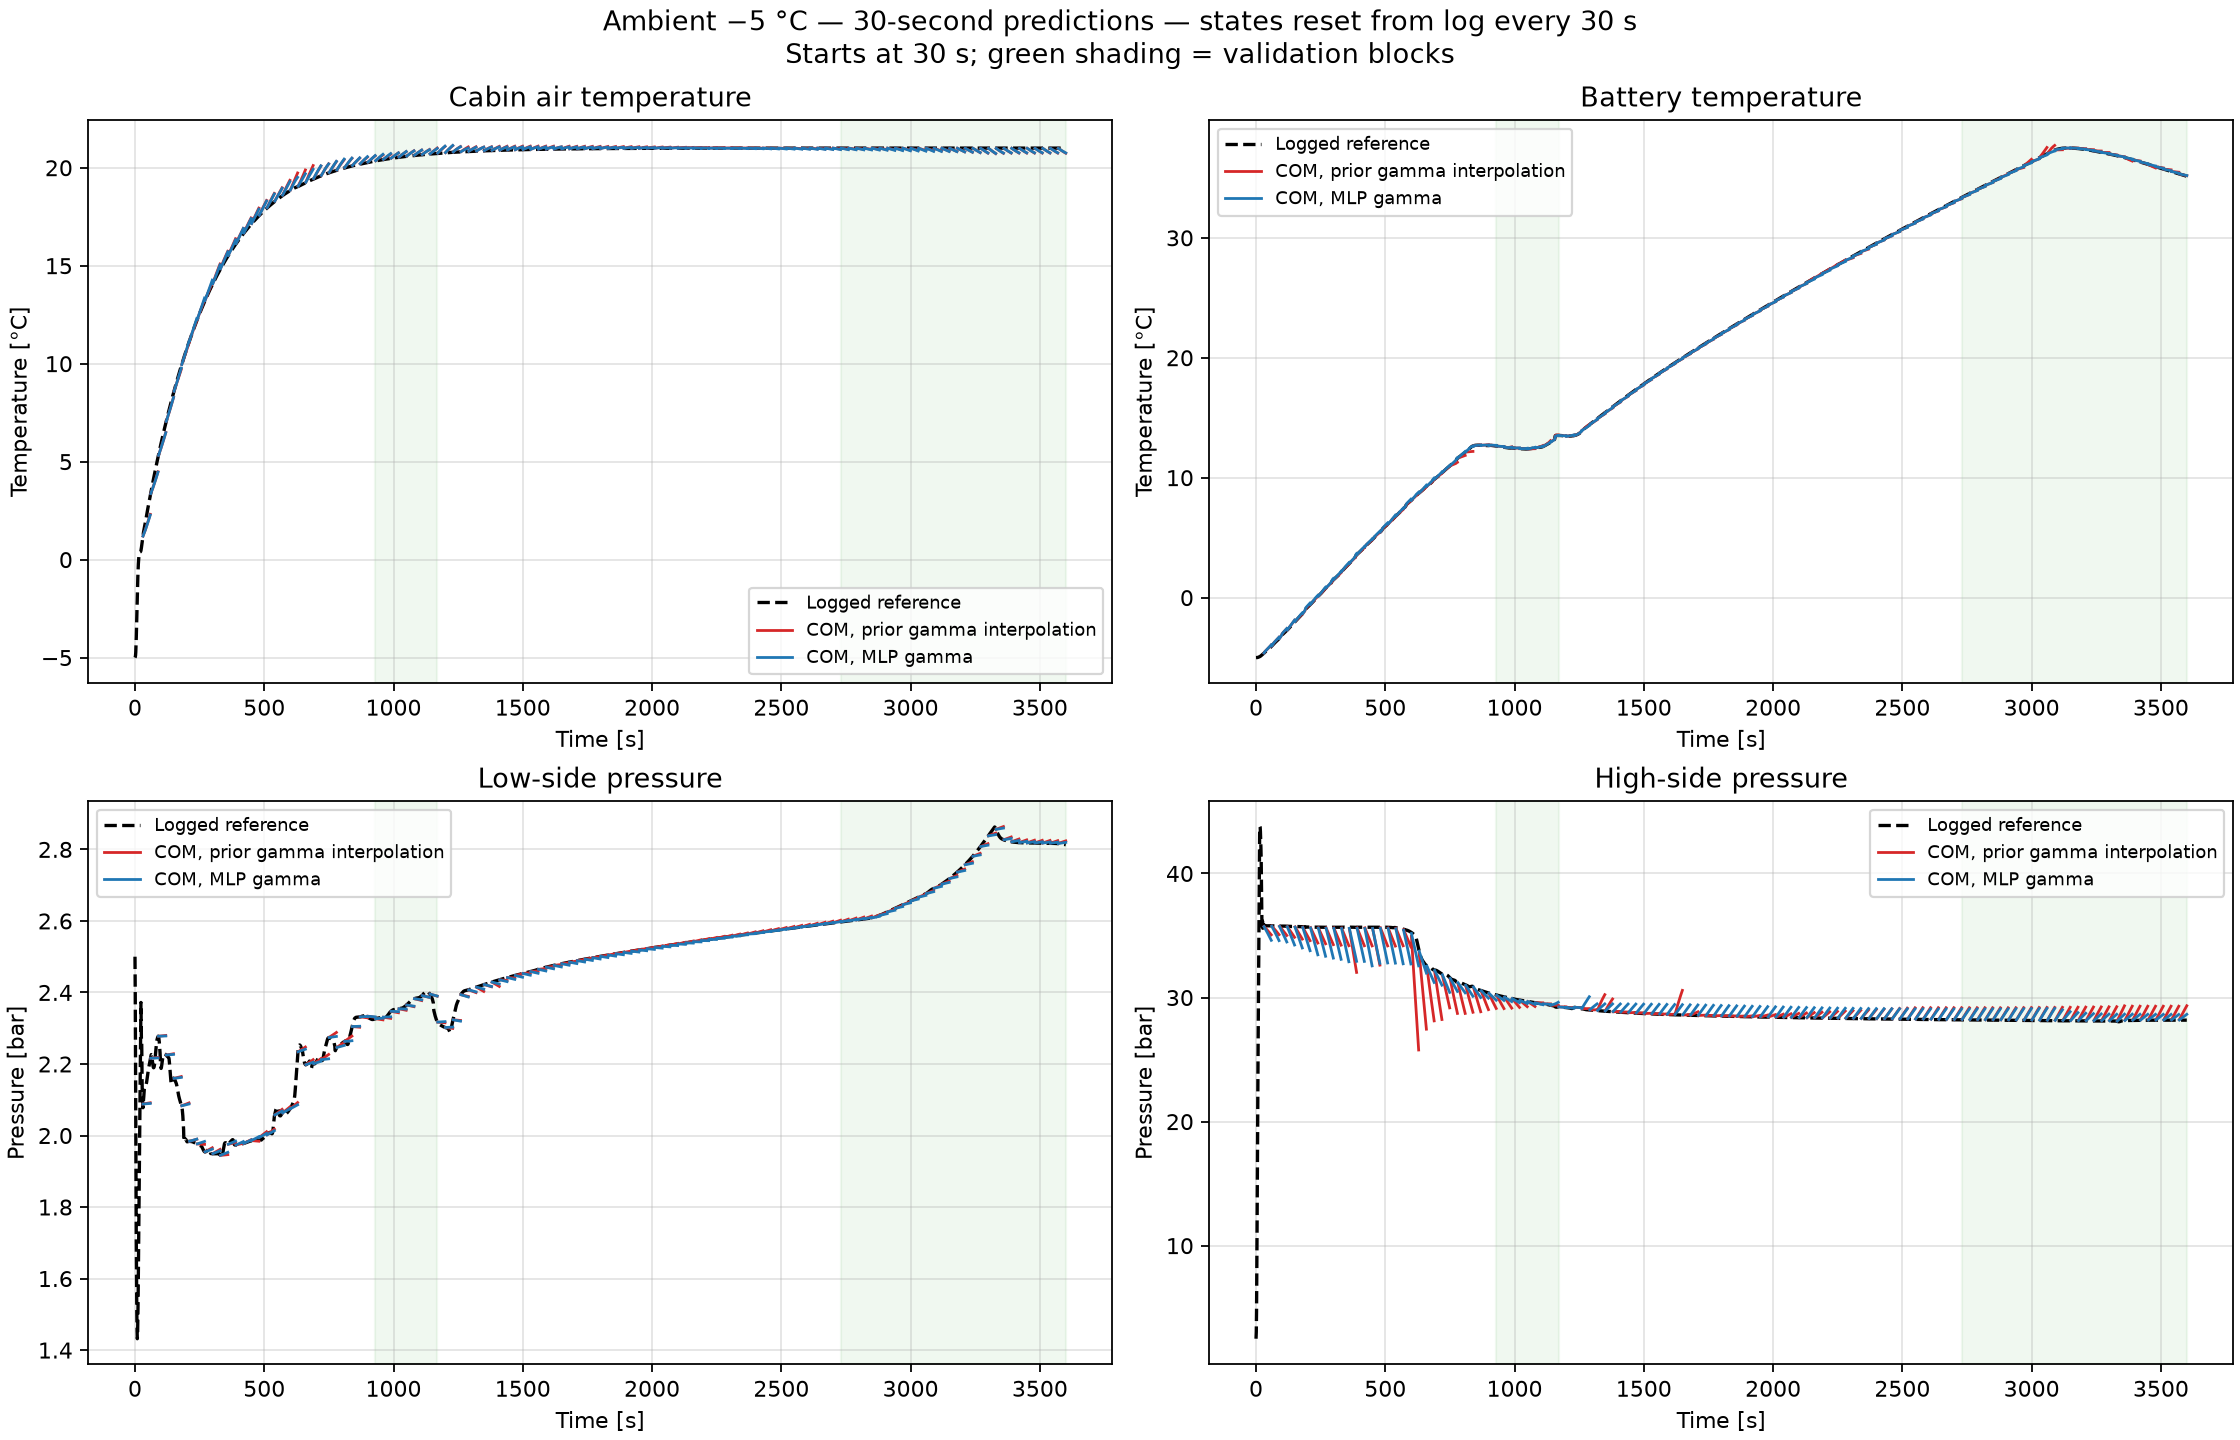 Ambient −5 °C — 30-second predictions — states reset from log every 30 s
Starts at 30 s; green shading = validation blocks
Cabin air temperature
Temperature [°C]
20
15
10
5
0
−5
0 500 1000 1500 2000 2500 3000 3500
Time [s]
Logged reference
COM, prior gamma interpolation
COM, MLP gamma
Battery temperature
Temperature [°C]
30
20
10
0
0 500 1000 1500 2000 2500 3000 3500
Time [s]
Logged reference
COM, prior gamma interpolation
COM, MLP gamma
Low-side pressure
Pressure [bar]
2.8
2.6
2.4
2.2
2.0
1.8
1.6
1.4
0 500 1000 1500 2000 2500 3000 3500
Time [s]
Logged reference
COM, prior gamma interpolation
COM, MLP gamma
High-side pressure
Pressure [bar]
40
30
20
10
0 500 1000 1500 2000 2500 3000 3500
Time [s]
Logged reference
COM, prior gamma interpolation
COM, MLP gamma